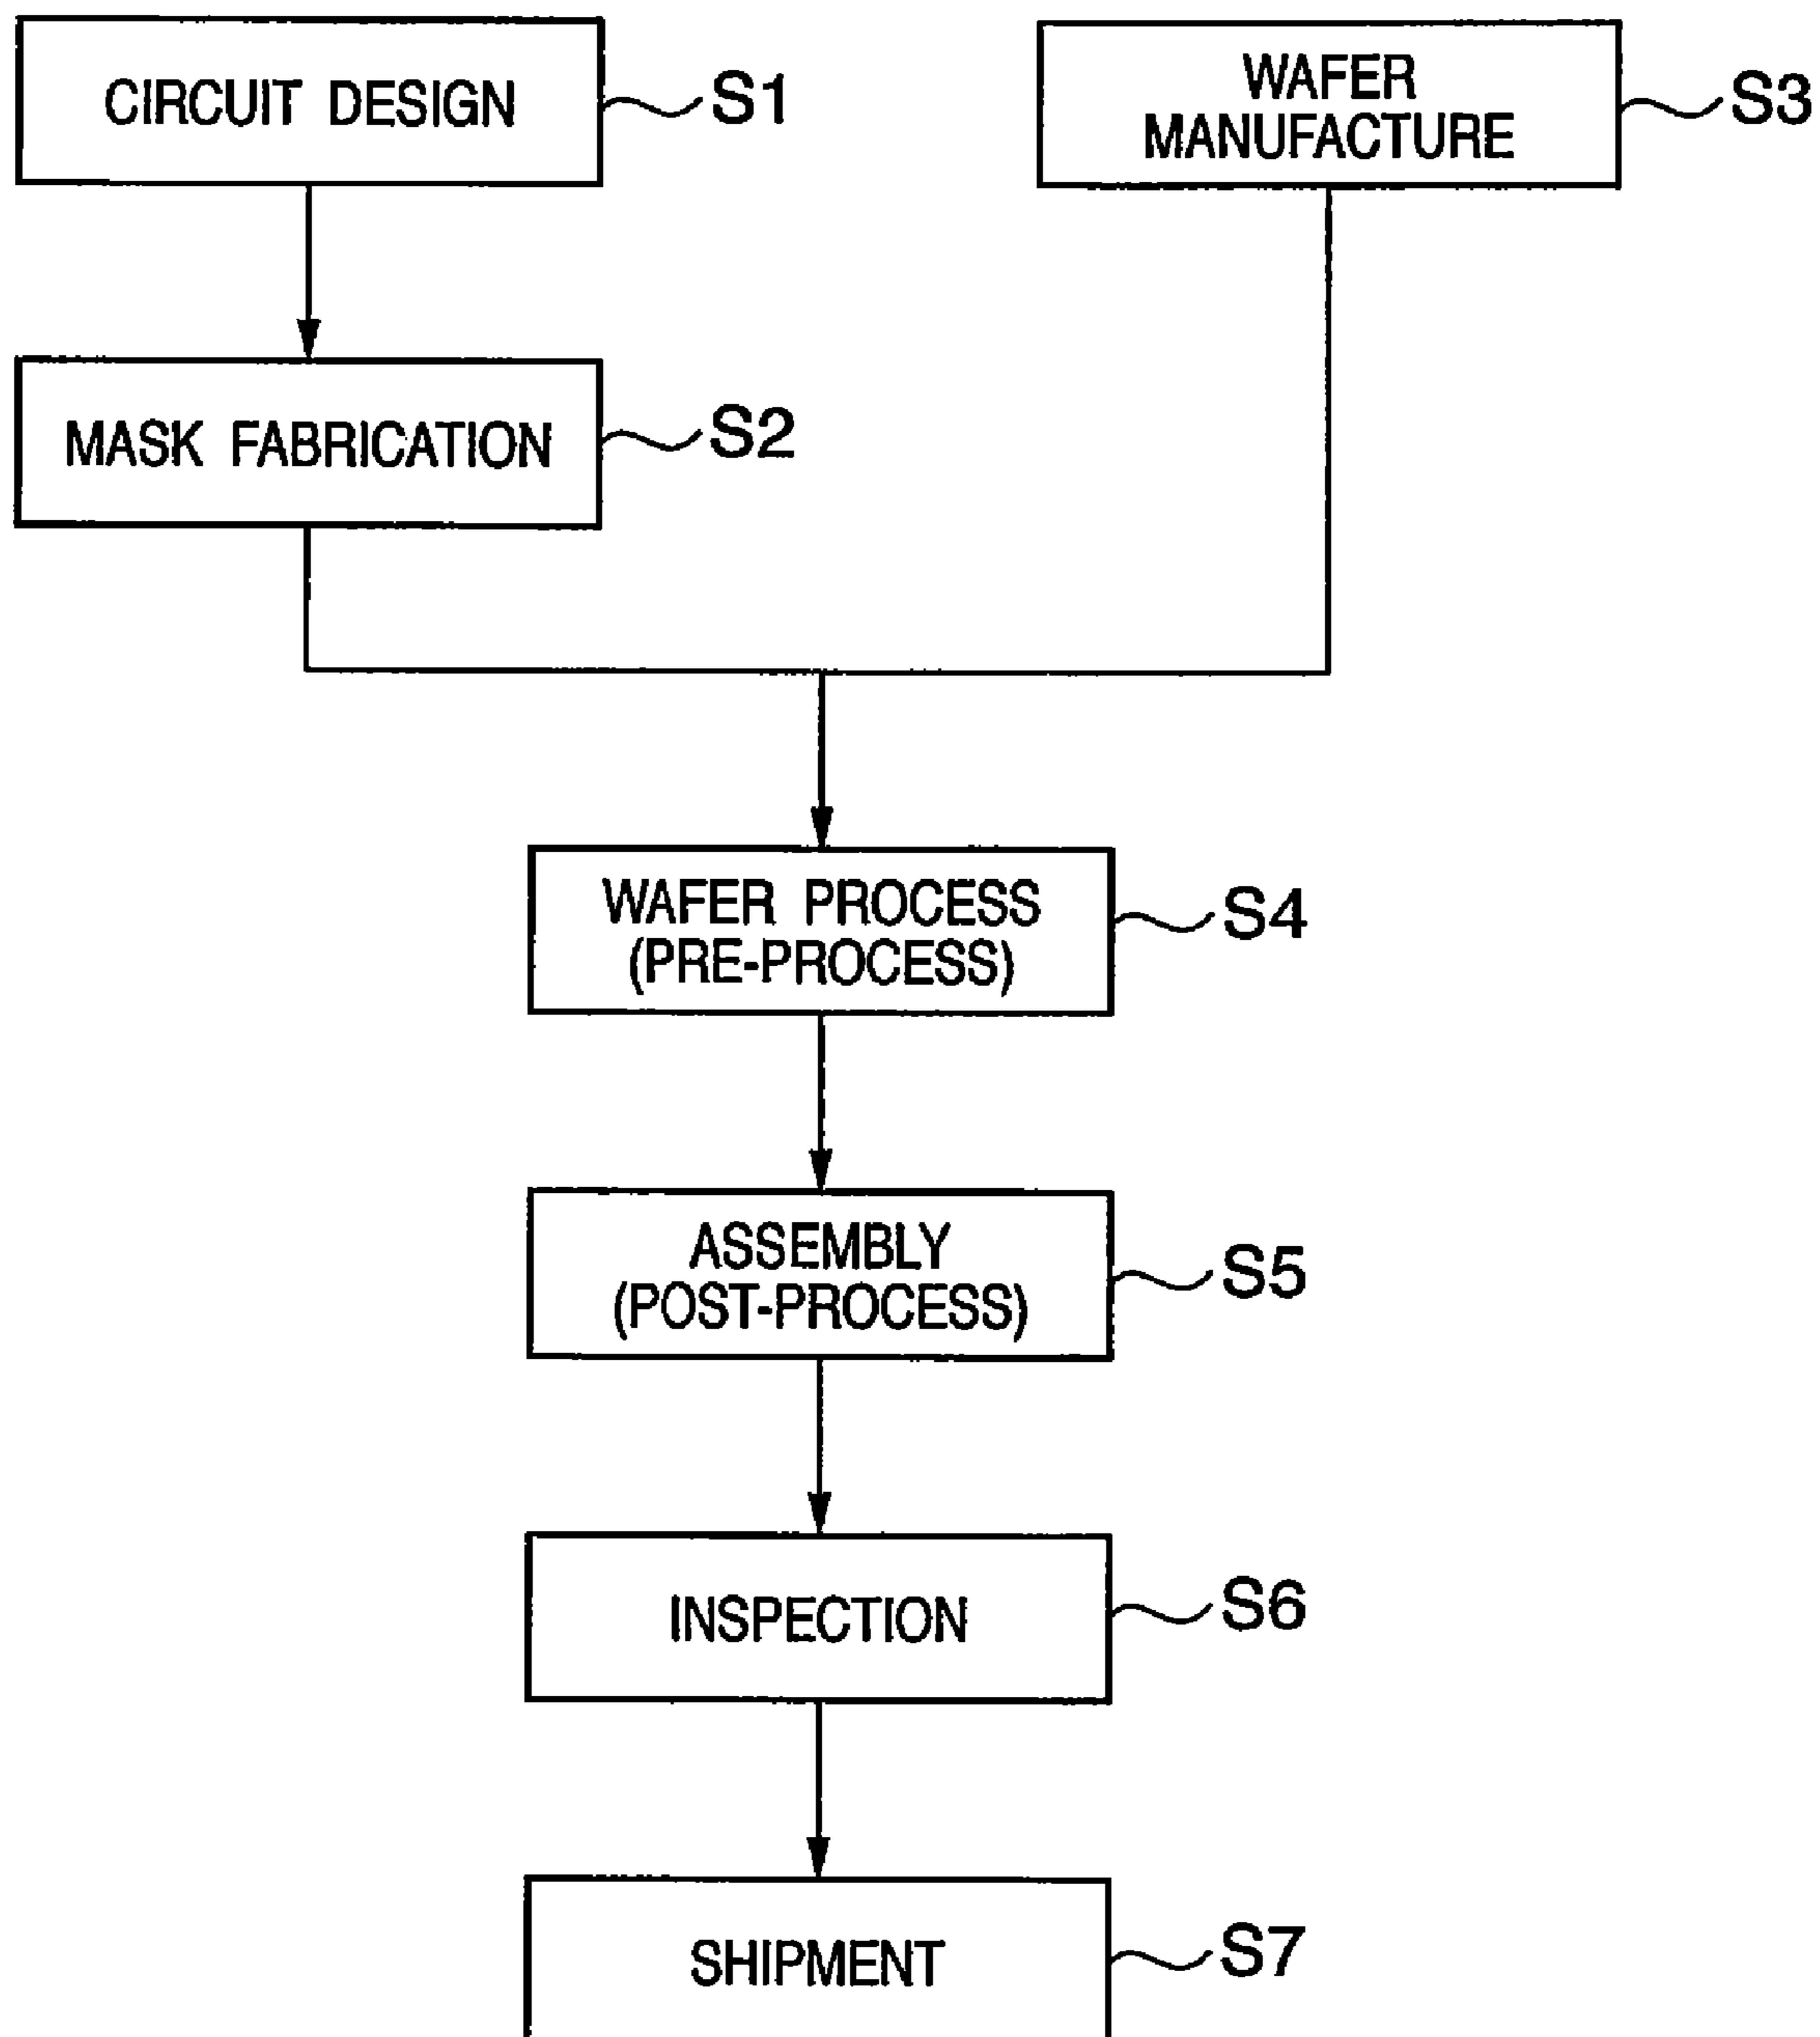 CIRCUIT DESIGN
S1
WAFER
MANUFACTURE
S3
MASK FABRICATION
S2
WAFER PROCESS
(PRE-PROCESS)
S4
ASSEMBLY
(POST-PROCESS)
S5
INSPECTION
S6
SHIPMENT
S7